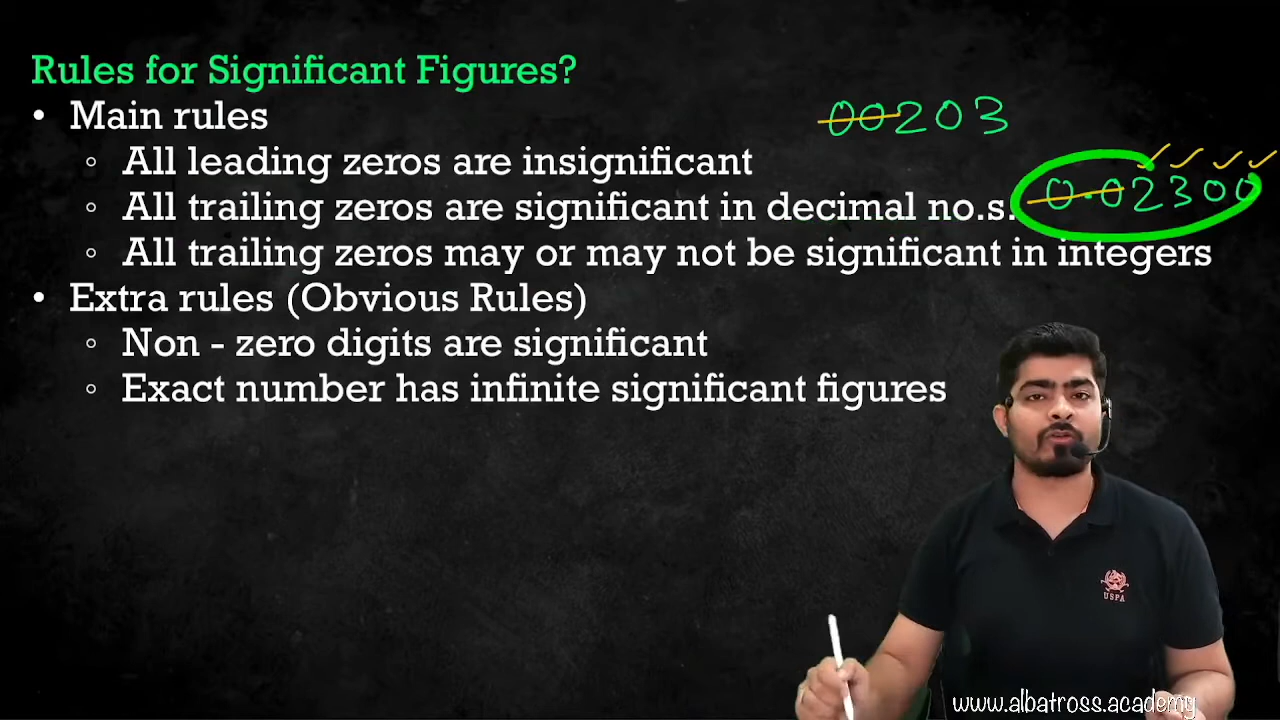 Rules for Significant Figures?
• Main rules
00203
◦ All leading zeros are insignificant
◦ All trailing zeros are significant in decimal no.s.
0.02300
◦ All trailing zeros may or may not be significant in integers
• Extra rules (Obvious Rules)
◦ Non - zero digits are significant
◦ Exact number has infinite significant figures
USPA
www.albatross.academy